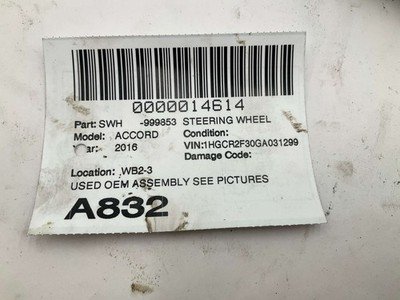 0000014614
Part: SWH -999853 STEERING WHEEL
Model: ACCORD Condition:
ar: 2016 VIN:1HGCR2F30GA031299
Damage Code:
Location: WB2-3
USED OEM ASSEMBLY SEE PICTURES
A832